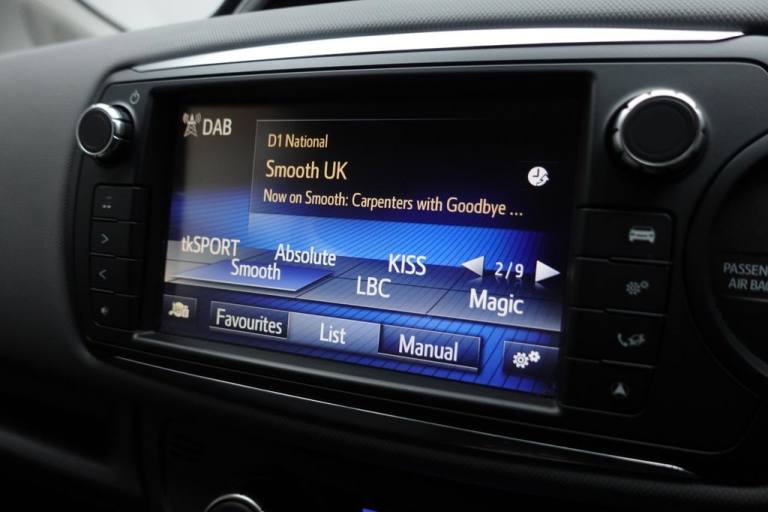 DAB
D1 National
Smooth UK
Now on Smooth: Carpenters with Goodbye ...
tkSPORT Absolute KISS 2/9
Smooth LBC Magic
Favourites List Manual
PASSEN
AIR BA